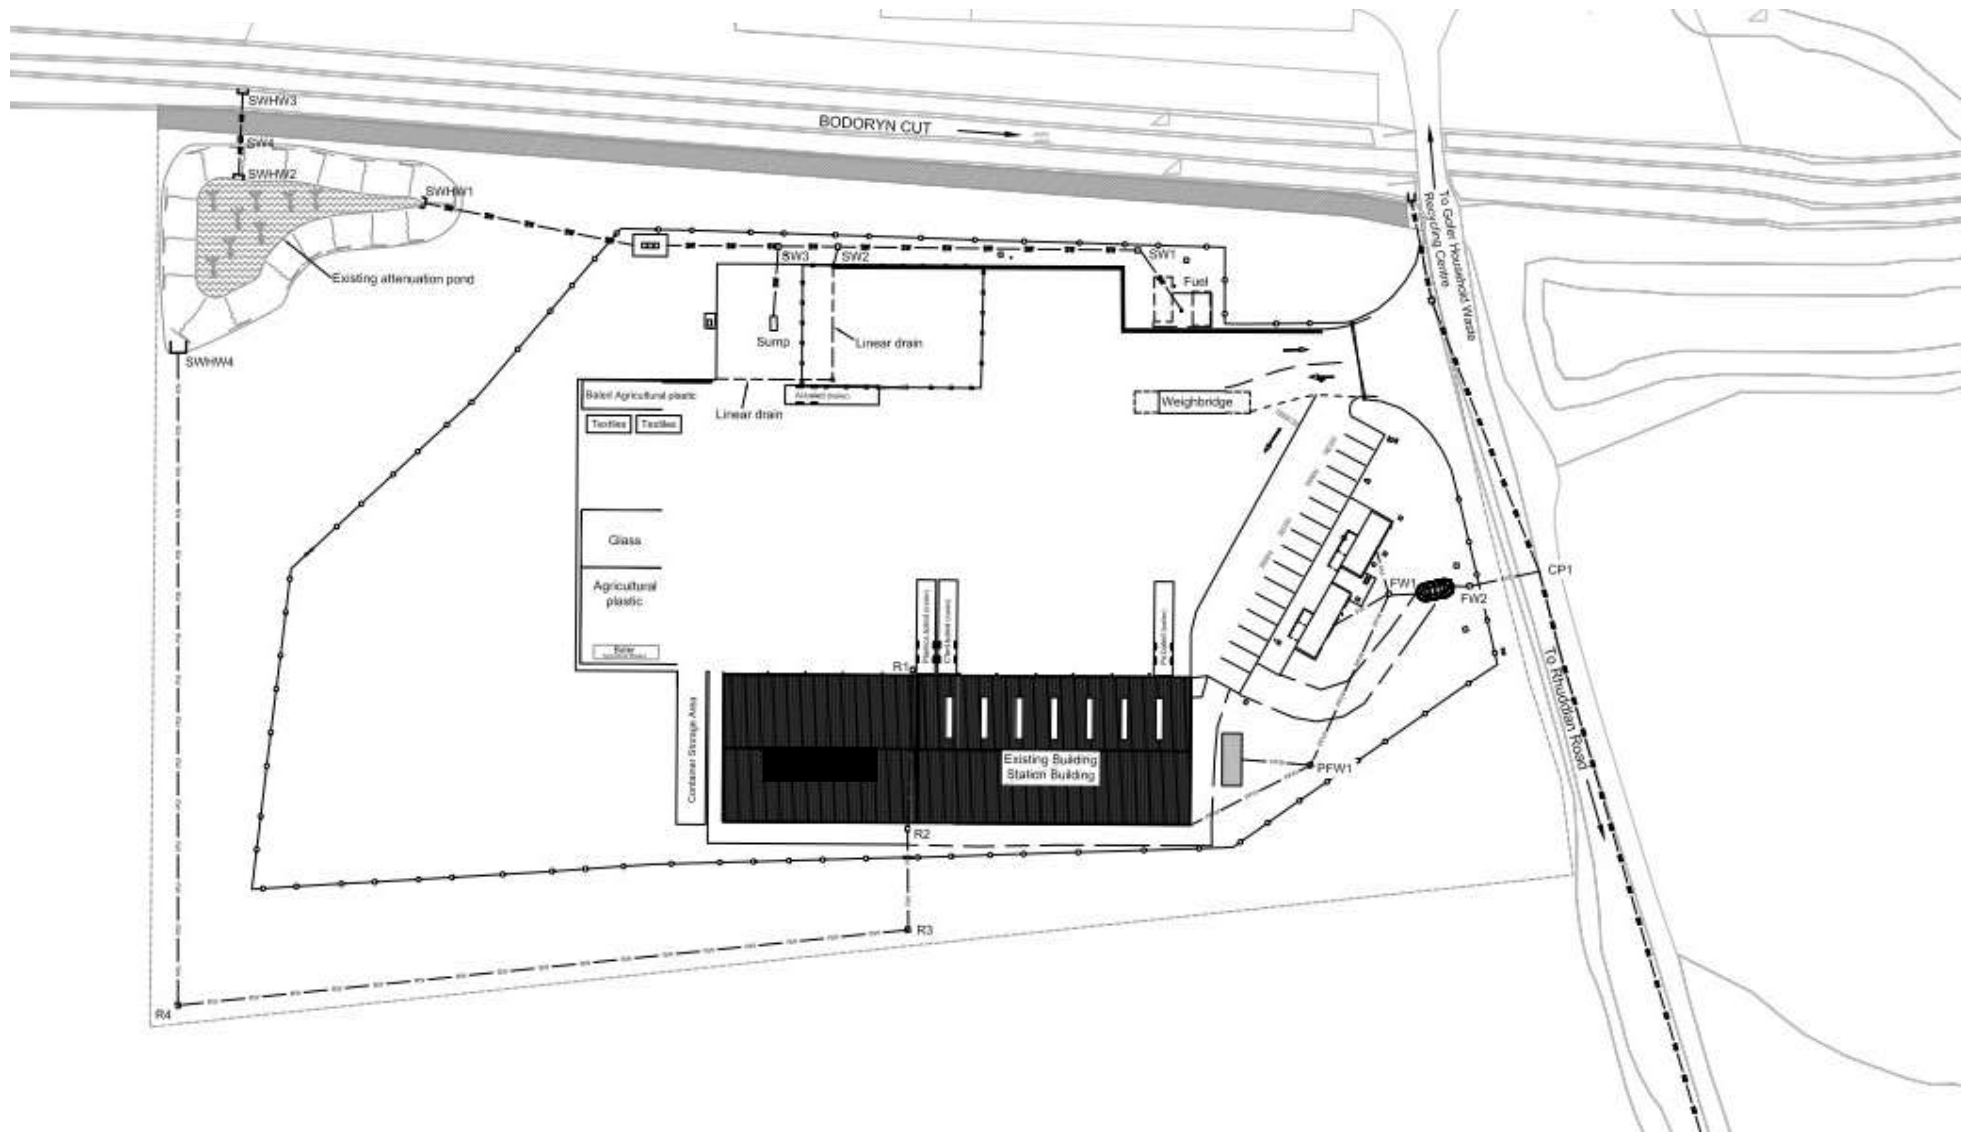 SWHW3
BODORYN CUT
SW4
SWHW2
SWHW1
To Gofer Household Waste
Recycling Centre
SW3
SW2
SW1
Existing attenuation pond
Fuel
Sump
Linear drain
SWHW4
Baled Agricultural plastic
Linear drain
Weighbridge
Textiles
Textiles
Glass
Agricultural
plastic
Baler
CP1
FW1
FW2
R1
To Rhuddlan Road
Container Storage Area
Existing Building
Station Building
PFW1
R2
R3
R4